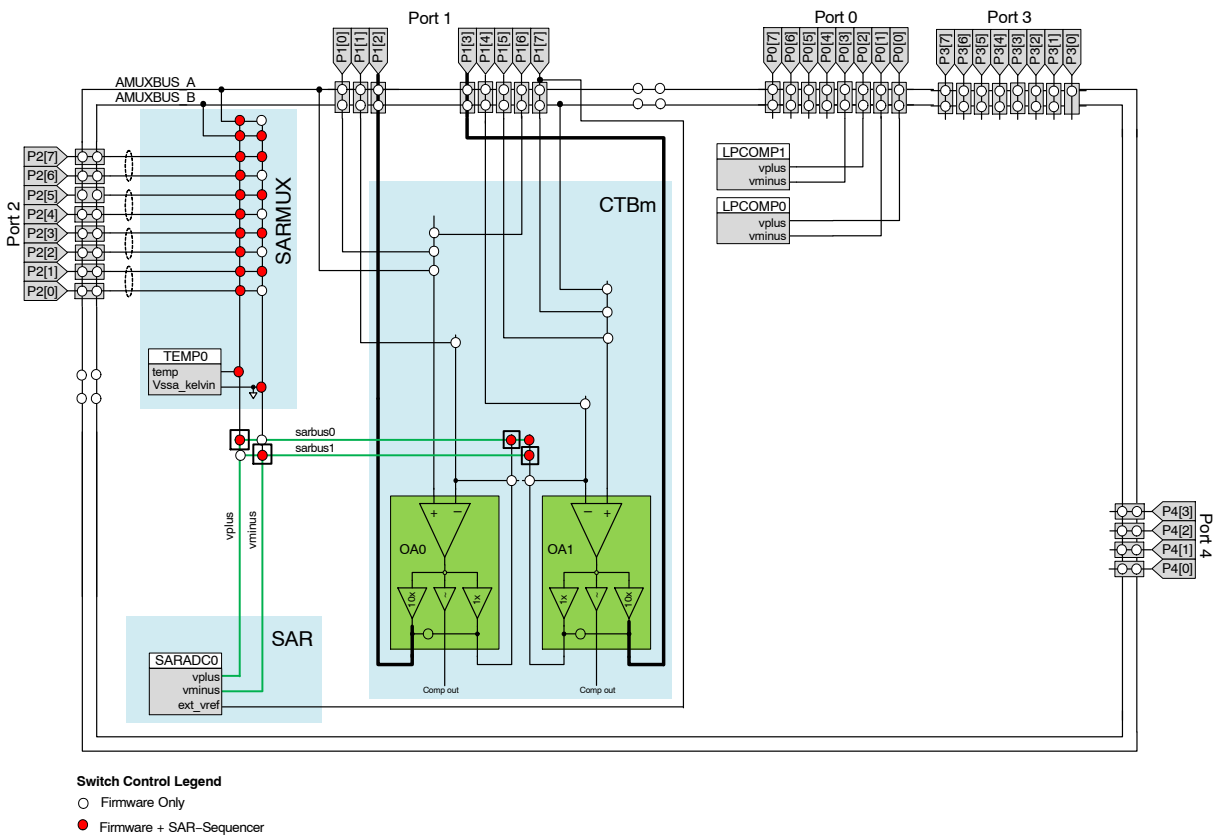 Port 1
Port 0
Port 3
P1[0]
P1[1]
P1[2]
P1[3]
P1[4]
P1[5]
P1[6]
P1[7]
P0[7]
P0[6]
P0[5]
P0[4]
P0[3]
P0[2]
P0[1]
P0[0]
P3[7]
P3[6]
P3[5]
P3[4]
P3[3]
P3[2]
P3[1]
P3[0]
AMUXBUS_A
AMUXBUS_B
Port 2
P2[7]
P2[6]
P2[5]
P2[4]
P2[3]
P2[2]
P2[1]
P2[0]
SARMUX
CTBm
LPCOMP1
vplus
vminus
LPCOMP0
vplus
vminus
TEMP0
temp
Vssa_kelvin
sarbus0
sarbus1
vplus
vminus
+
−
OA0
10x
~
1x
Comp out
−
+
OA1
1x
~
10x
Comp out
P4[3]
P4[2]
P4[1]
P4[0]
Port 4
SAR
SARADC0
vplus
vminus
ext_vref
Switch Control Legend
Firmware Only
Firmware + SAR−Sequencer